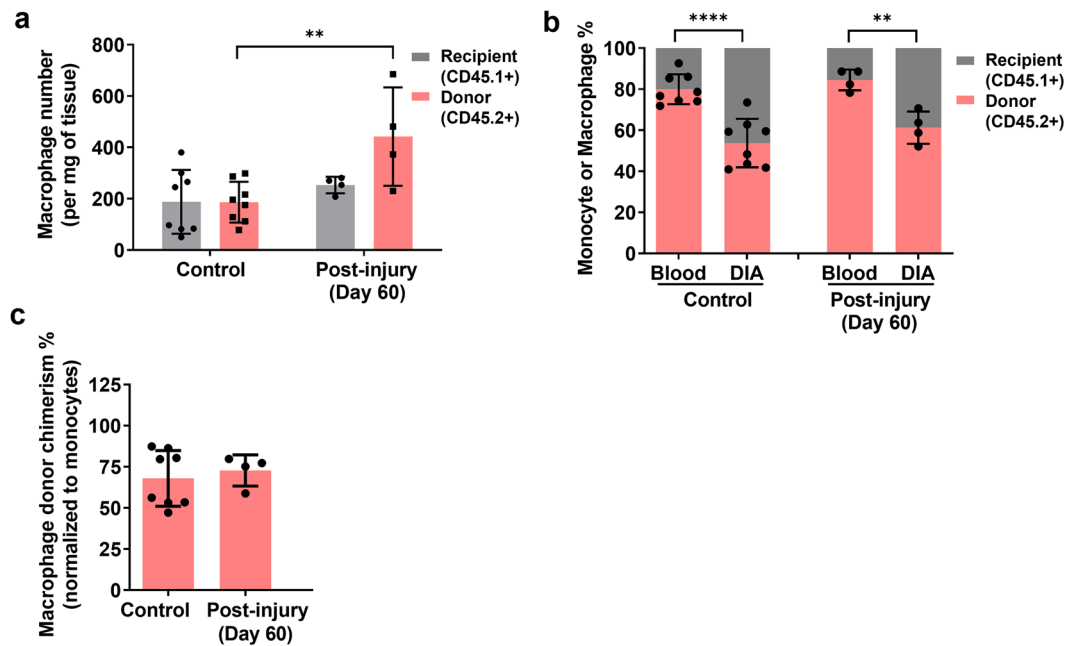 a
Macrophage number
(per mg of tissue)
800
600
400
200
0
**
Recipient
(CD45.1+)
Donor
(CD45.2+)
Control
Post-injury
(Day 60)
b
Monocyte or Macrophage %
100
80
60
40
20
0
****
**
Recipient
(CD45.1+)
Donor
(CD45.2+)
Blood DIA Blood DIA
Control
Post-injury
(Day 60)
c
Macrophage donor chimerism %
(normalized to monocytes)
125
100
75
50
25
0
Control
Post-injury
(Day 60)